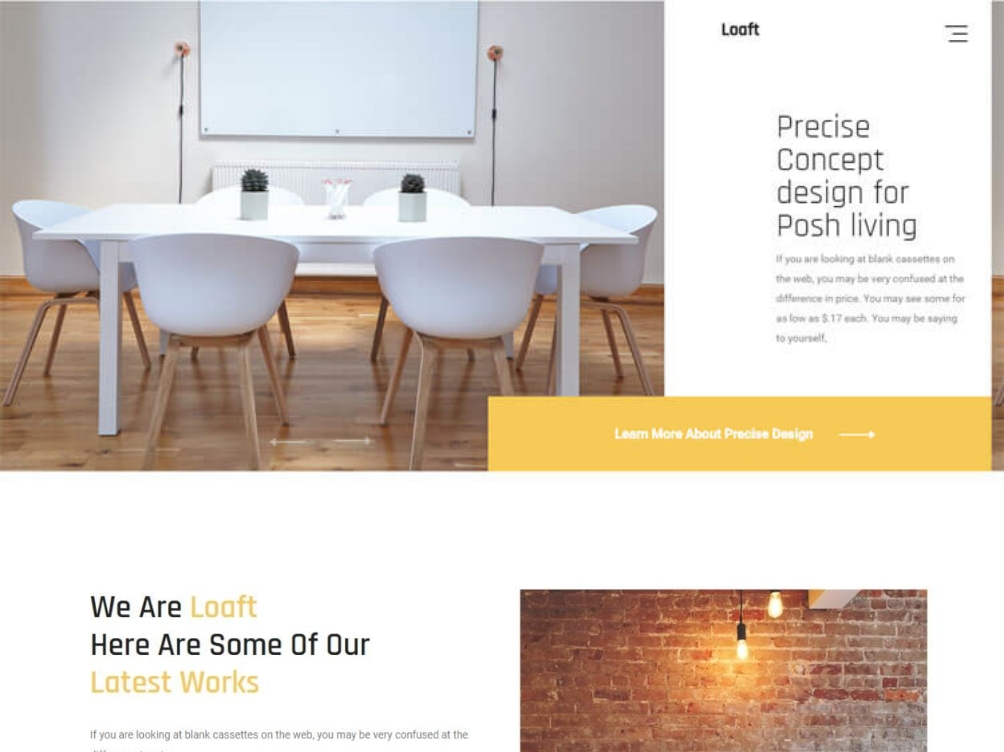 Loaft
Precise
Concept
design for
Posh living
If you are looking at blank cassettes on
the web, you may be very confused at the
difference in price. You may see some for
as low as $.17 each. You may be saying
to yourself,
Learn More About Precise Design
We Are Loaft
Here Are Some Of Our
Latest Works
If you are looking at blank cassettes on the web, you may be very confused at the